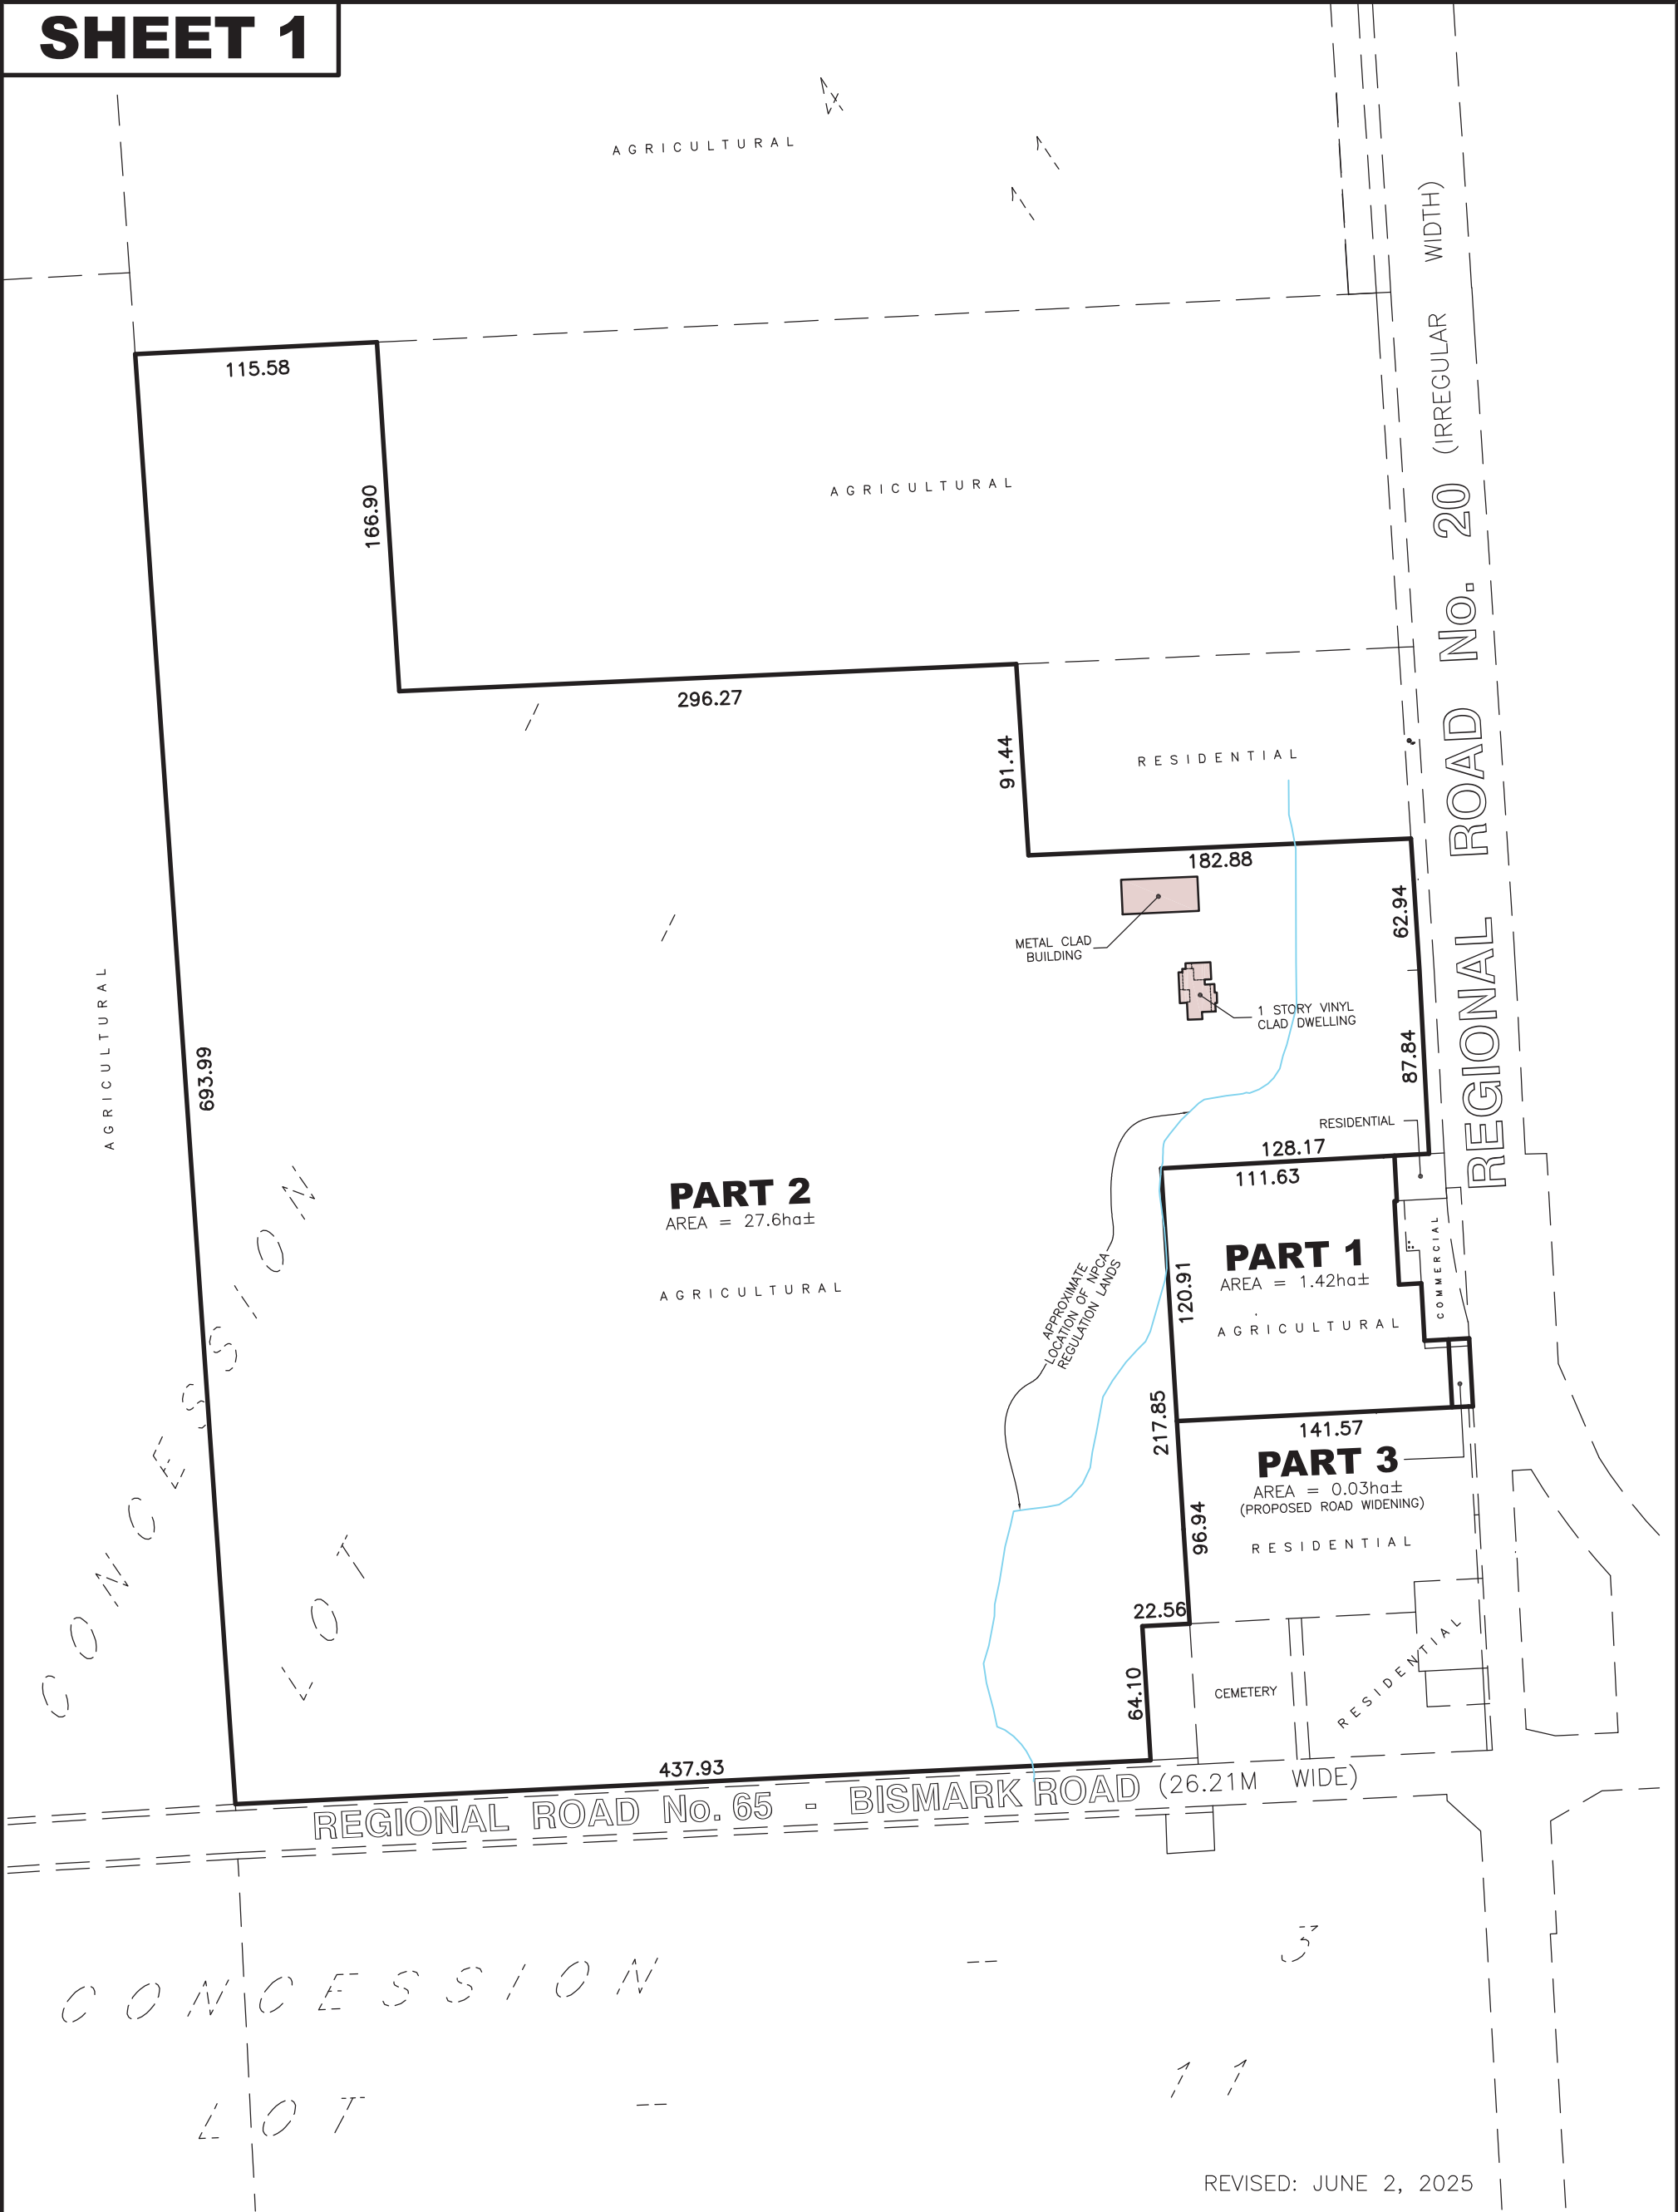 SHEET 1
AGRICULTURAL
4
1 1
REGIONAL ROAD No. 20 (IRREGULAR WIDTH)
115.58
166.90
AGRICULTURAL
296.27
91.44
RESIDENTIAL
182.88
62.94
METAL CLAD
BUILDING
1 STORY VINYL
CLAD DWELLING
87.84
AGRICULTURAL
693.99
RESIDENTIAL
128.17
111.63
PART 2
AREA = 27.6ha±
AGRICULTURAL
PART 1
AREA = 1.42ha±
AGRICULTURAL
COMMERCIAL
120.91
APPROXIMATE
LOCATION OF NPCA
REGULATION LANDS
217.85
141.57
PART 3
AREA = 0.03ha±
(PROPOSED ROAD WIDENING)
RESIDENTIAL
96.94
CONCESSION
LOT
22.56
64.10
CEMETERY
RESIDENTIAL
437.93
REGIONAL ROAD No. 65 - BISMARK ROAD (26.21M WIDE)
CONCESSION - 3
LOT - 11
REVISED: JUNE 2, 2025